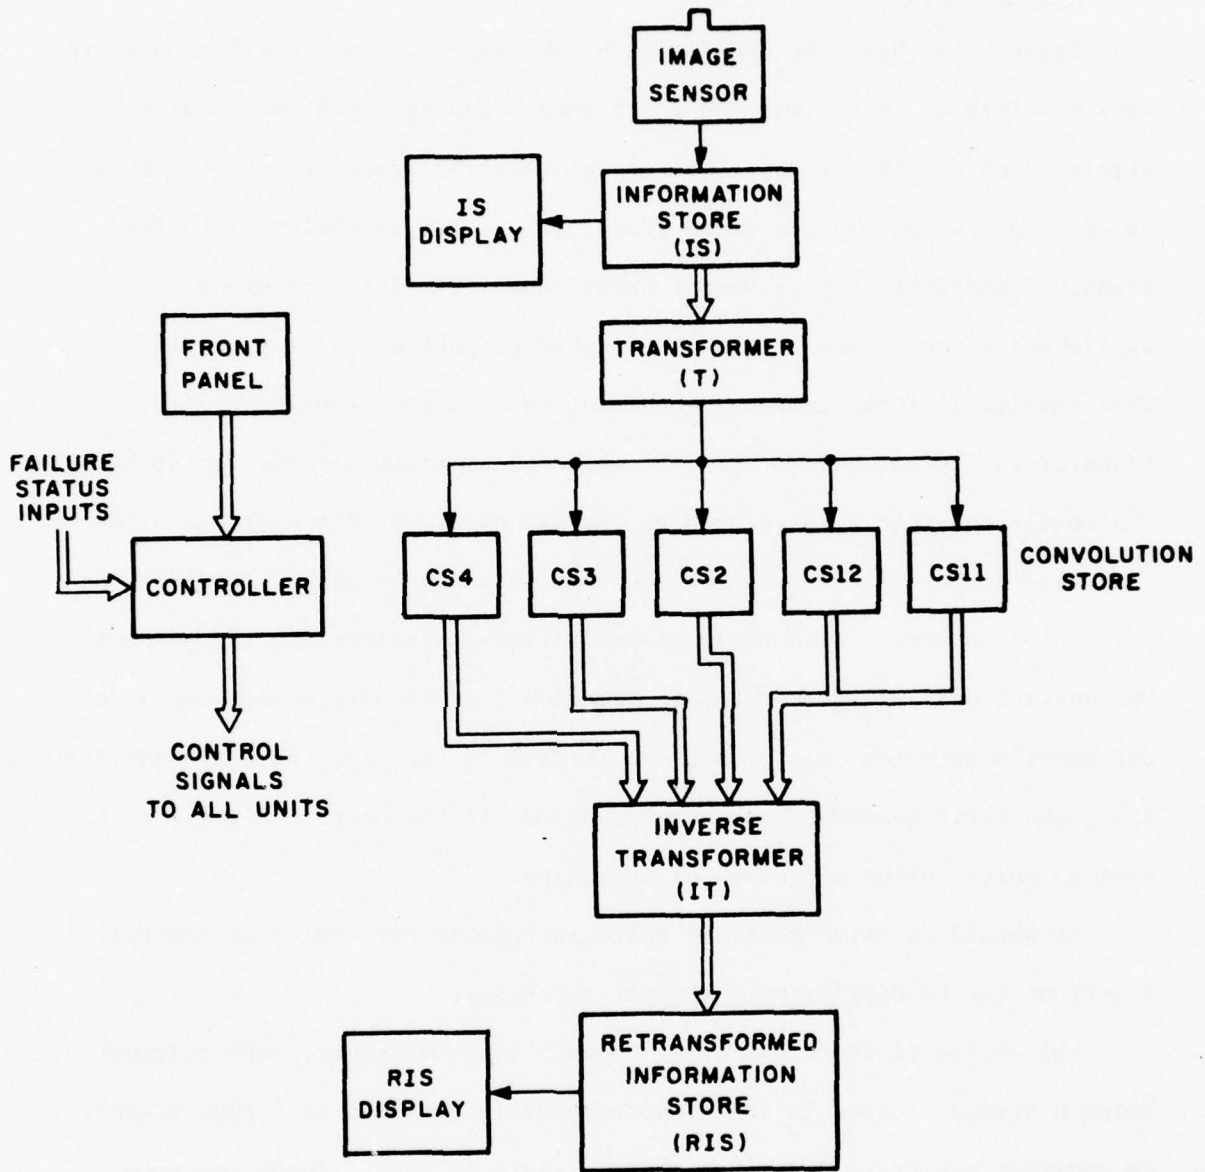 IMAGE
SENSOR
IS
DISPLAY
INFORMATION
STORE
(IS)
FRONT
PANEL
TRANSFORMER
(T)
FAILURE
STATUS
INPUTS
CONTROLLER
CS4
CS3
CS2
CS12
CS11
CONVOLUTION
STORE
CONTROL
SIGNALS
TO ALL UNITS
INVERSE
TRANSFORMER
(IT)
RIS
DISPLAY
RETRANSFORMED
INFORMATION
STORE
(RIS)